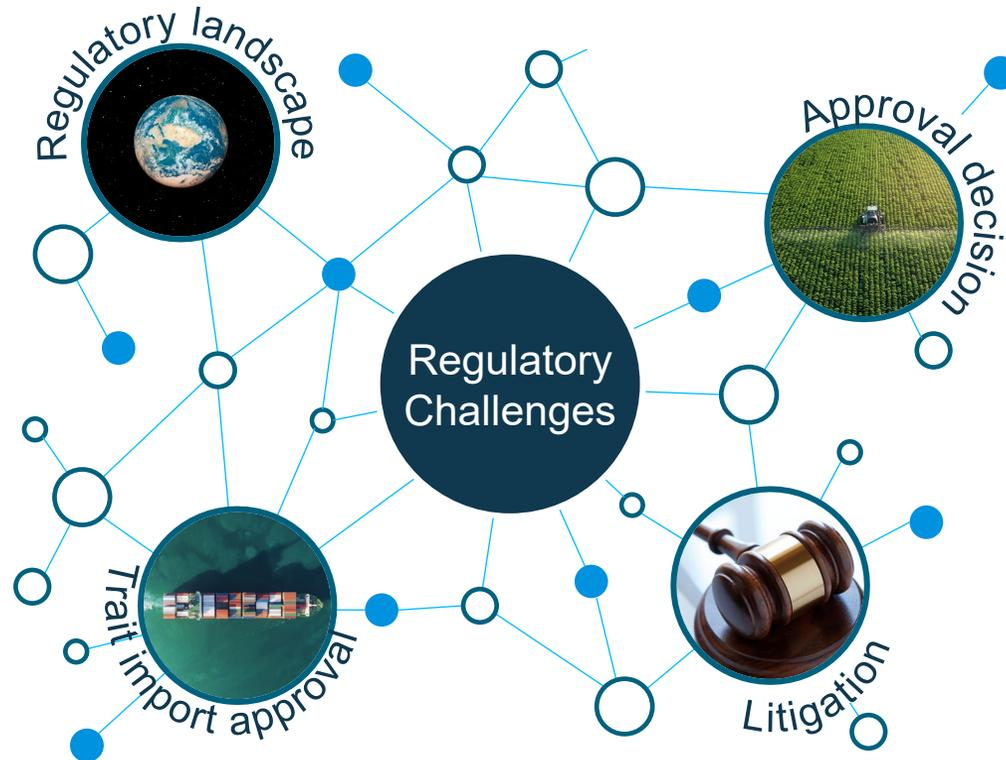 Regulatory landscape
Approval decision
Regulatory
Challenges
Trait import approval
Litigation